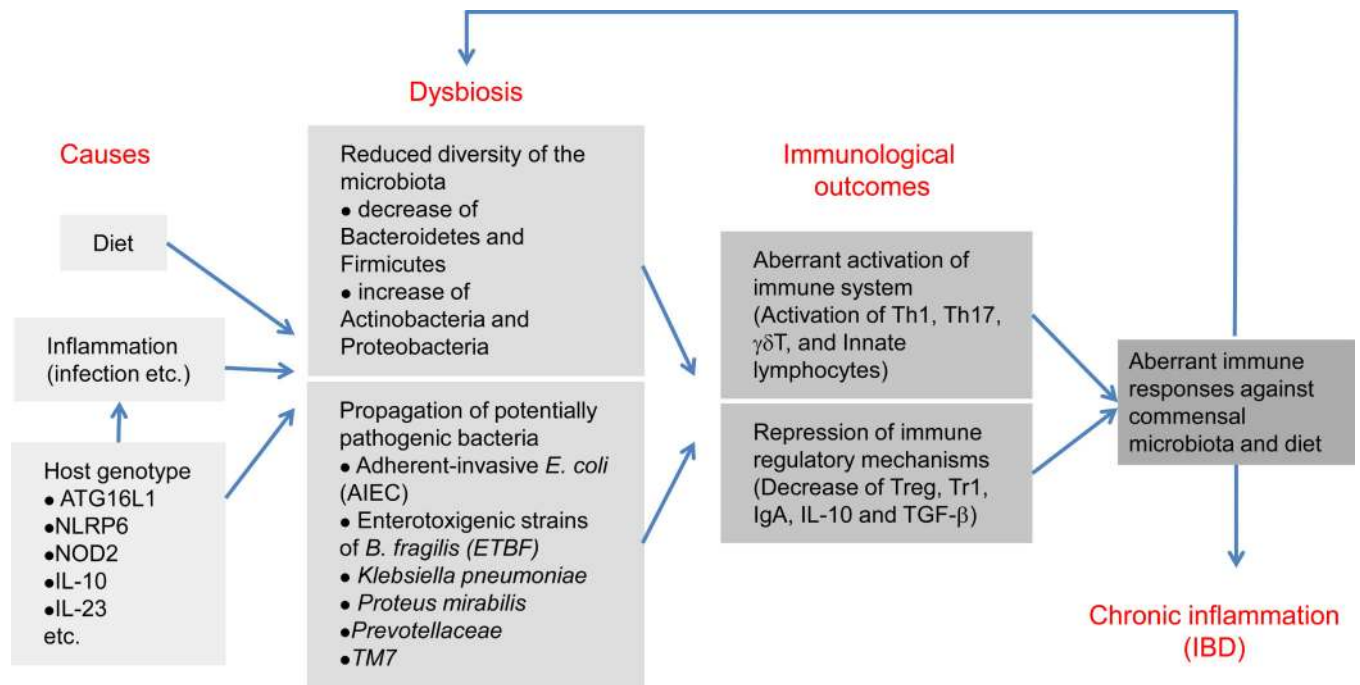 Causes
Diet
Inflammation
(infection etc.)
Host genotype
● ATG16L1
●NLRP6
●NOD2
●IL-10
●IL-23
etc.
Dysbiosis
Reduced diversity of the
microbiota
● decrease of
Bacteroidetes and
Firmicutes
● increase of
Actinobacteria and
Proteobacteria
Propagation of potentially
pathogenic bacteria
● Adherent-invasive E. coli
(AIEC)
● Enterotoxigenic strains
of B. fragilis (ETBF)
● Klebsiella pneumoniae
● Proteus mirabilis
●Prevotellaceae
●TM7
Immunological
outcomes
Aberrant activation of
immune system
(Activation of Th1, Th17,
γδT, and Innate
lymphocytes)
Repression of immune
regulatory mechanisms
(Decrease of Treg, Tr1,
IgA, IL-10 and TGF-β)
Aberrant immune
responses against
commensal
microbiota and diet
Chronic inflammation
(IBD)